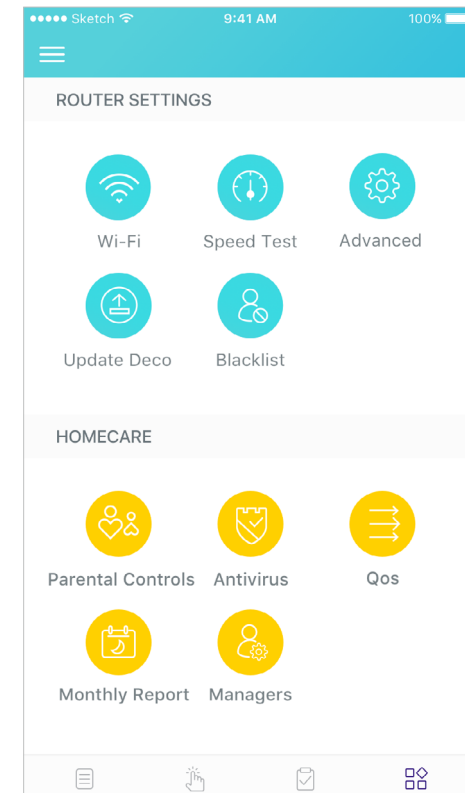 Sketch 9:41 AM 100%
ROUTER SETTINGS
Wi-Fi Speed Test Advanced
Update Deco Blacklist
HOMECARE
Parental Controls Antivirus Qos
Monthly Report Managers